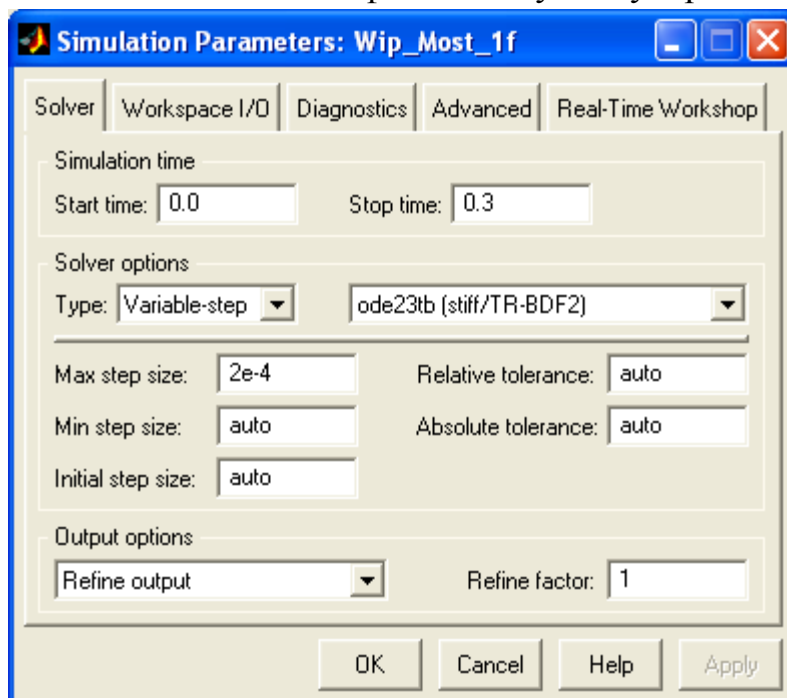 Simulation Parameters: Wip_Most_1f
Solver Workspace I/O Diagnostics Advanced Real-Time Workshop
Simulation time
Start time: 0.0 Stop time: 0.3
Solver options
Type: Variable-step ode23tb (stiff/TR-BDF2)
Max step size: 2e-4 Relative tolerance: auto
Min step size: auto Absolute tolerance: auto
Initial step size: auto
Output options
Refine output Refine factor: 1
OK Cancel Help Apply